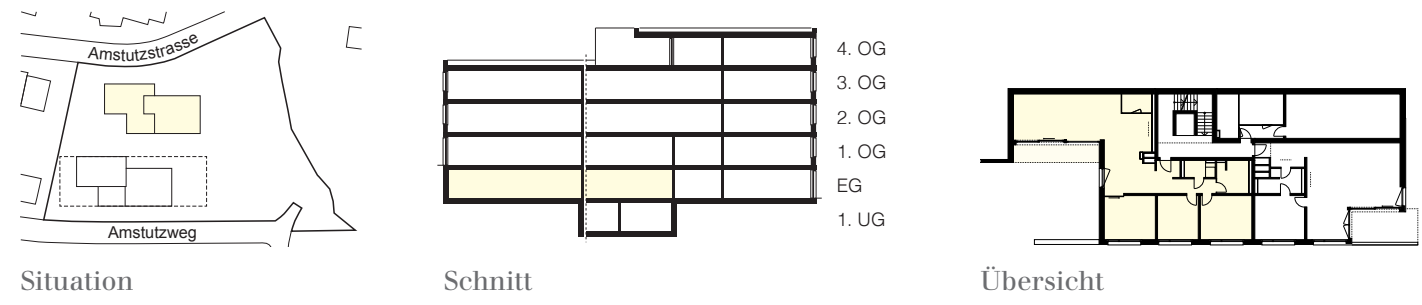 Amstutzstrasse
Amstutzweg
Situation
4. OG
3. OG
2. OG
1. OG
EG
1. UG
Schnitt
Übersicht